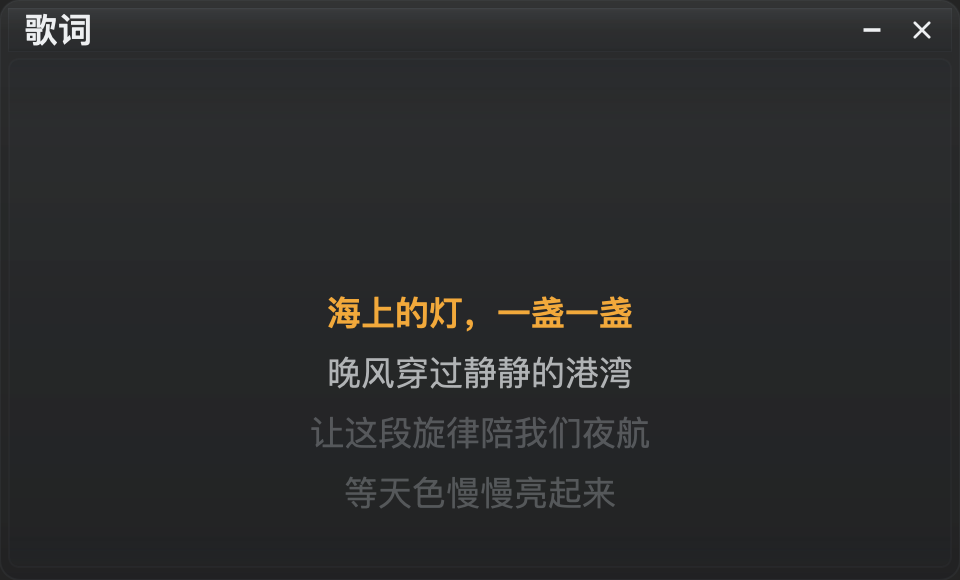 歌词
海上的灯，一盏一盏
晚风穿过静静的港湾
让这段旋律陪我们夜航
等天色慢慢亮起来